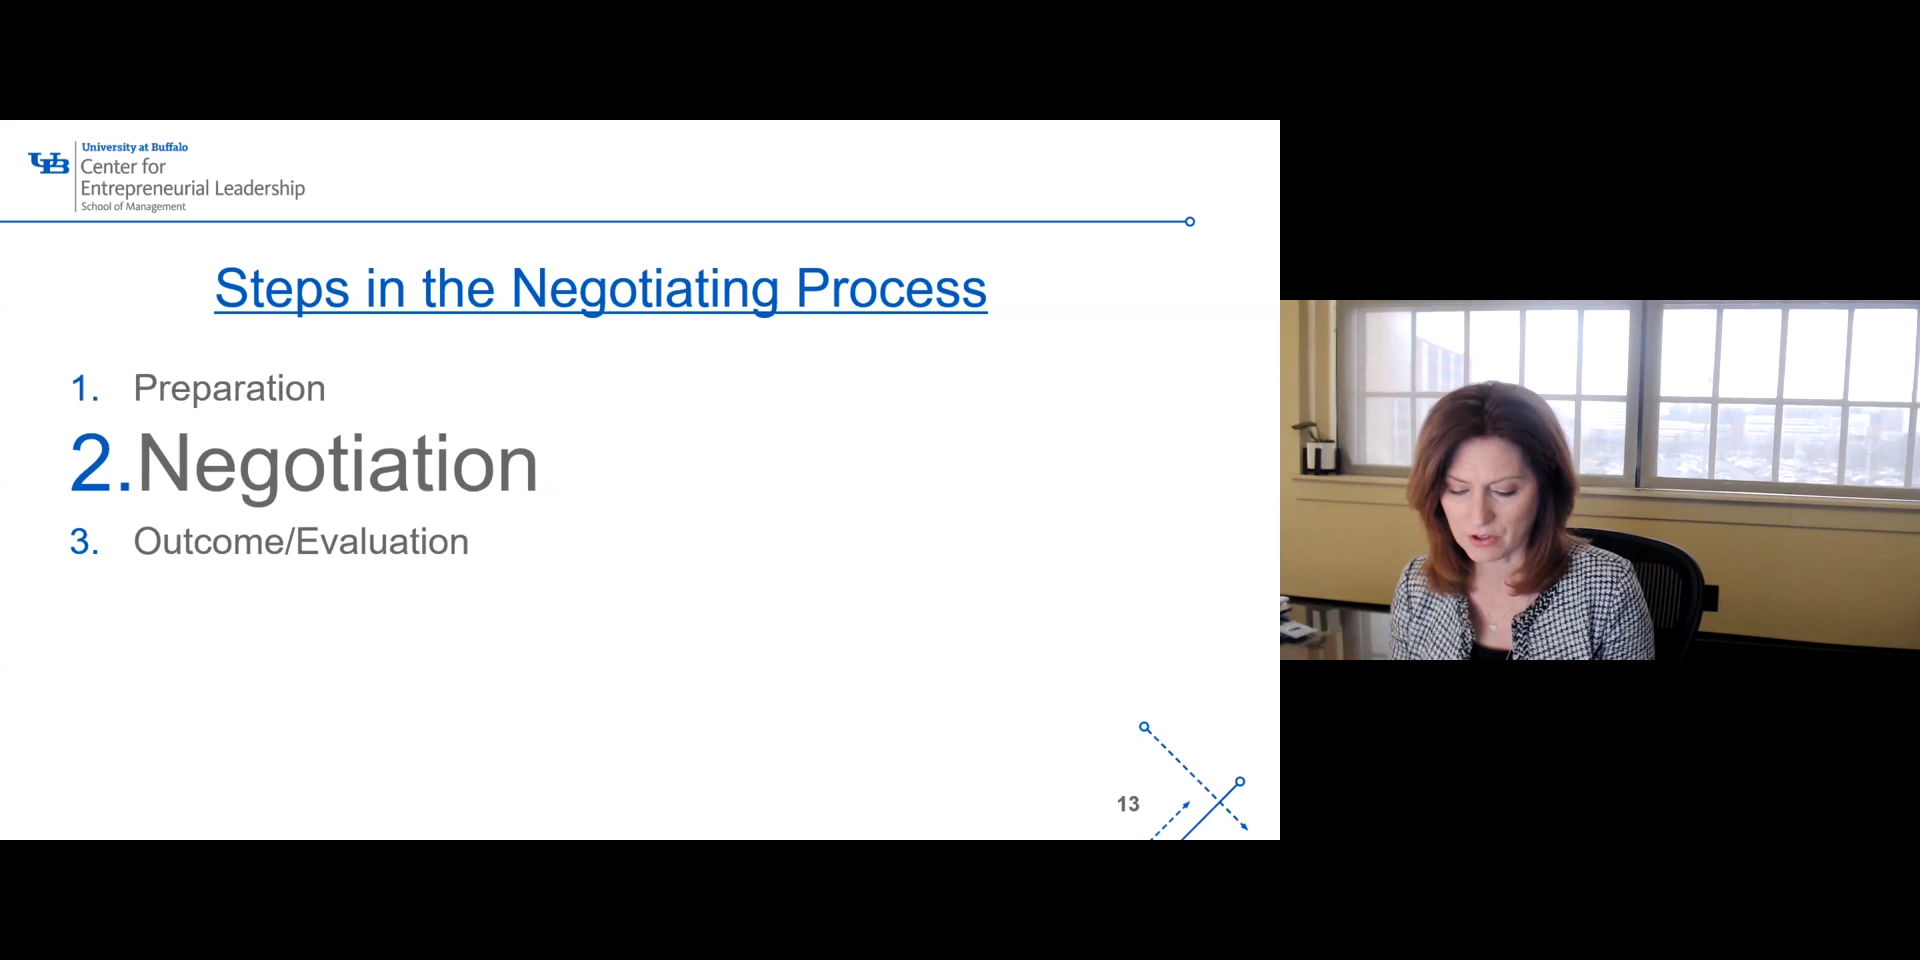 UB
University at Buffalo
Center for
Entrepreneurial Leadership
School of Management
Steps in the Negotiating Process
1. Preparation
2. Negotiation
3. Outcome/Evaluation
13